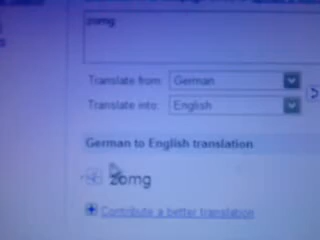 zomg
Translate from: German
Translate into: English
German to English translation
zomg
Contribute a better translation